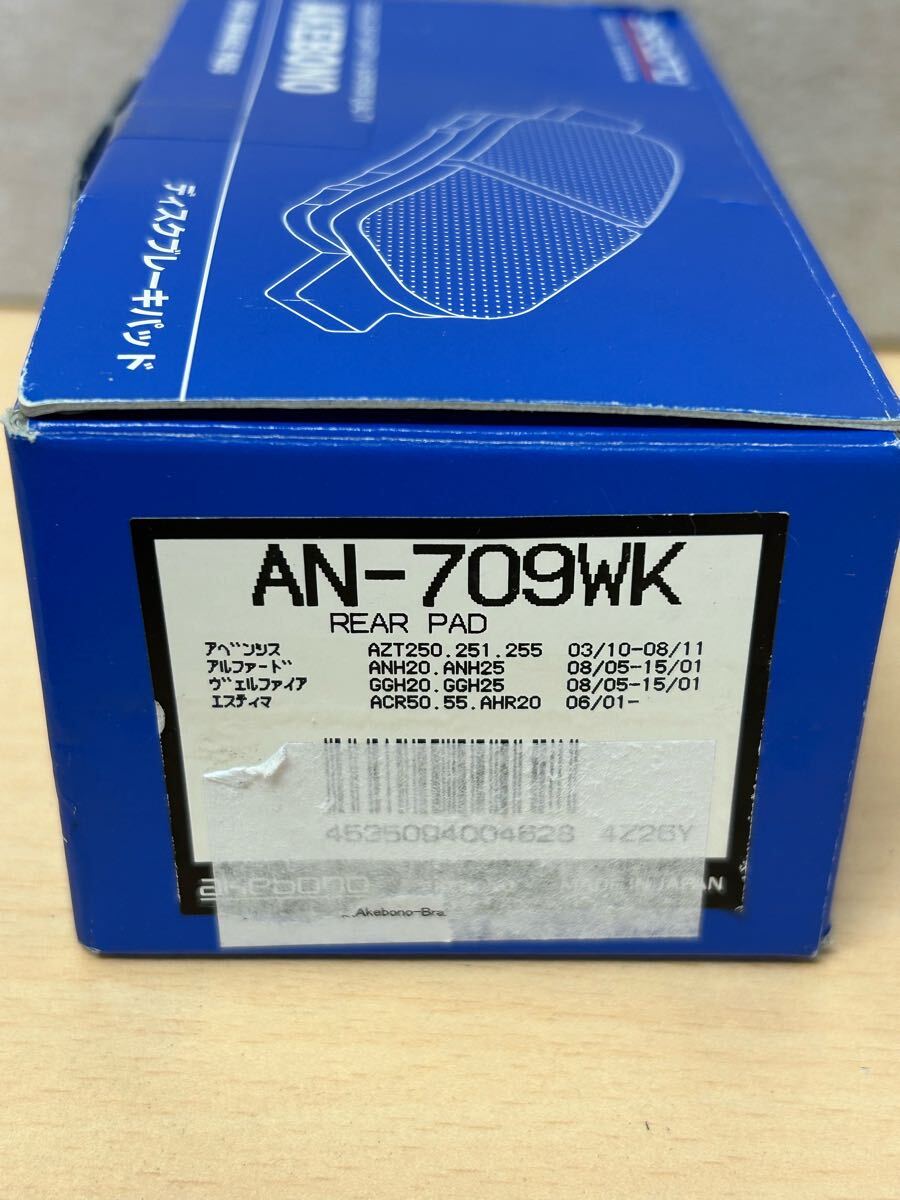 AKEBONO
ディスクブレーキパッド
akebono
AN-709WK
REAR PAD
アベンシス AZT250.251.255 03/10-08/11
アルファード ANH20.ANH25 08/05-15/01
ヴェルファイア GGH20.GGH25 08/05-15/01
エスティマ ACR50.55.AHR20 06/01-
4535094004628 4Z26Y
akebono JAPAN
Akebono-Bra